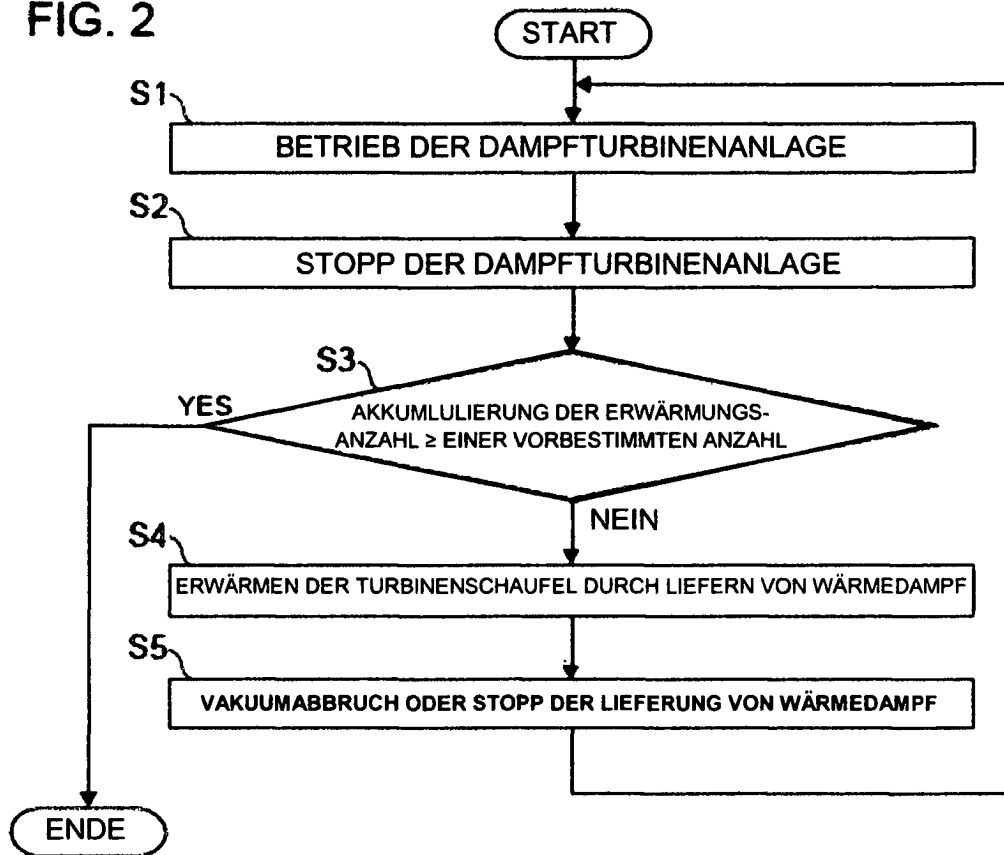 FIG. 2
START
S1
BETRIEB DER DAMPFTURBINENANLAGE
S2
STOPP DER DAMPFTURBINENANLAGE
S3
YES
AKKUMLULIERUNG DER ERWÄRMUNGS-
ANZAHL ≥ EINER VORBESTIMMTEN ANZAHL
NEIN
S4
ERWÄRMEN DER TURBINENSCHAUFEL DURCH LIEFERN VON WÄRMEDAMPF
S5
VAKUUMABBRUCH ODER STOPP DER LIEFERUNG VON WÄRMEDAMPF
ENDE